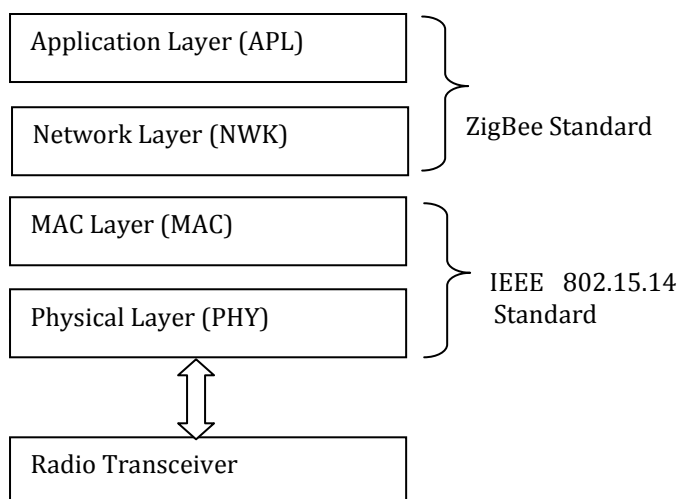 Application Layer (APL)
Network Layer (NWK)
ZigBee Standard
MAC Layer (MAC)
Physical Layer (PHY)
IEEE 802.15.14
Standard
Radio Transceiver